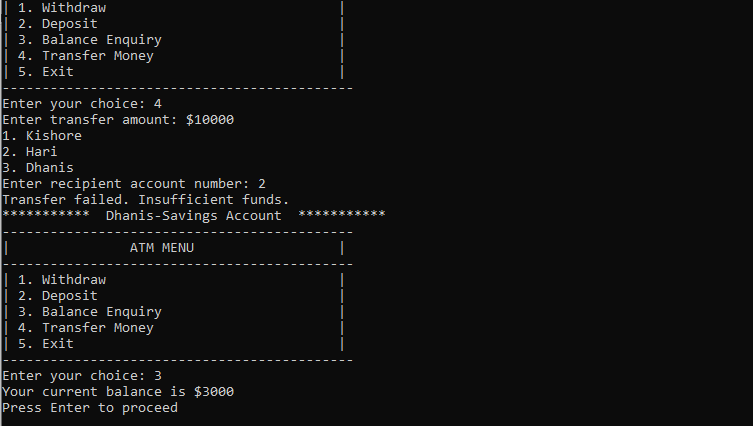 | 1. Withdraw                             |
| 2. Deposit                              |
| 3. Balance Enquiry                      |
| 4. Transfer Money                       |
| 5. Exit                                 |
--------------------------------------------
Enter your choice: 4
Enter transfer amount: $10000
1. Kishore
2. Hari
3. Dhanis
Enter recipient account number: 2
Transfer failed. Insufficient funds.
***********  Dhanis-Savings Account  ***********
--------------------------------------------
|               ATM MENU                  |
--------------------------------------------
| 1. Withdraw                             |
| 2. Deposit                              |
| 3. Balance Enquiry                      |
| 4. Transfer Money                       |
| 5. Exit                                 |
--------------------------------------------
Enter your choice: 3
Your current balance is $3000
Press Enter to proceed